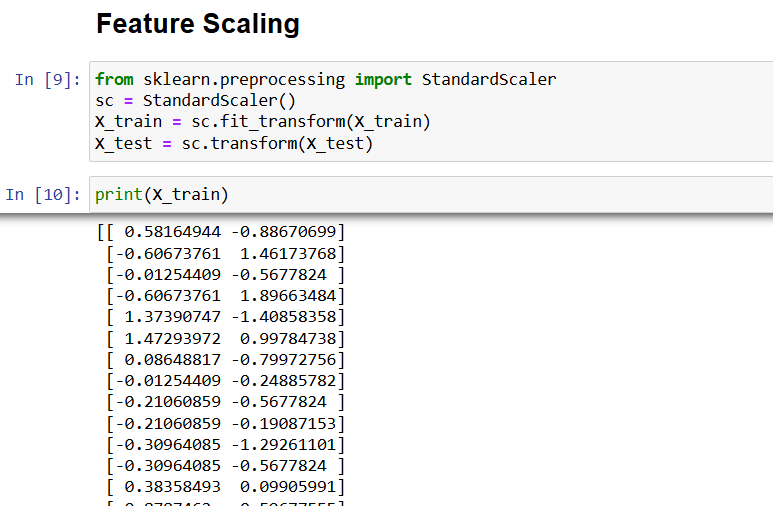 Feature Scaling
In [9]: from sklearn.preprocessing import StandardScaler
sc = StandardScaler()
X_train = sc.fit_transform(X_train)
X_test = sc.transform(X_test)
In [10]: print(X_train)
[[ 0.58164944 -0.88670699]
[-0.60673761  1.46173768]
[-0.01254409 -0.5677824 ]
[-0.60673761  1.89663484]
[ 1.37390747 -1.40858358]
[ 1.47293972  0.99784738]
[ 0.08648817 -0.79972756]
[-0.01254409 -0.24885782]
[-0.21060859 -0.5677824 ]
[-0.21060859 -0.19087153]
[-0.30964085 -1.29261101]
[-0.30964085 -0.5677824 ]
[ 0.38358493  0.09905991]